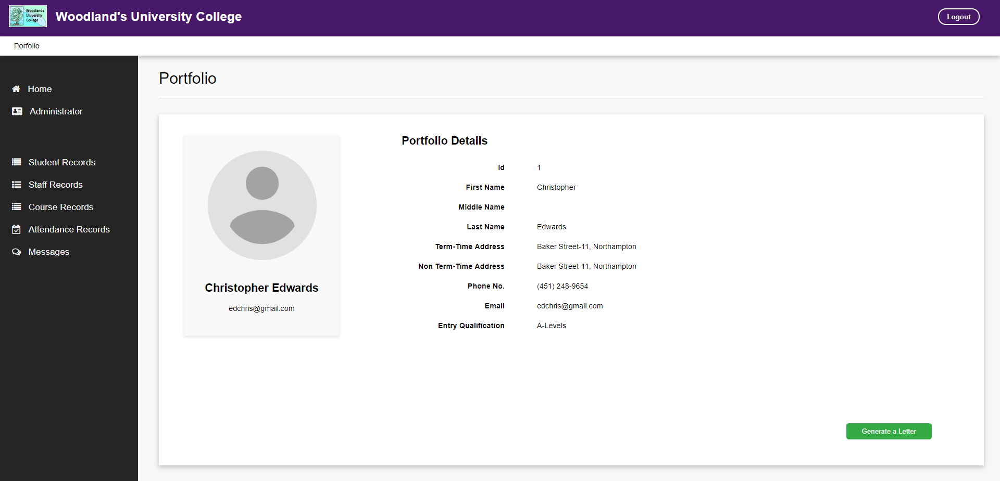 Woodlands
University
College
Woodland's University College
Logout
Porfolio
Home
Administrator
Student Records
Staff Records
Course Records
Attendance Records
Messages
Portfolio
Christopher Edwards
edchris@gmail.com
Portfolio Details
Id 1
First Name Christopher
Middle Name
Last Name Edwards
Term-Time Address Baker Street-11, Northampton
Non Term-Time Address Baker Street-11, Northampton
Phone No. (451) 248-9654
Email edchris@gmail.com
Entry Qualification A-Levels
Generate a Letter